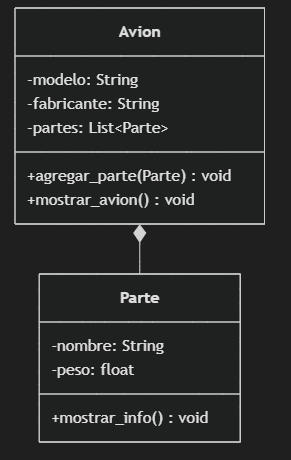 Avion
-modelo: String
-fabricante: String
-partes: List<Parte>
+agregar_parte(Parte) : void
+mostrar_avion() : void
Parte
-nombre: String
-peso: float
+mostrar_info() : void